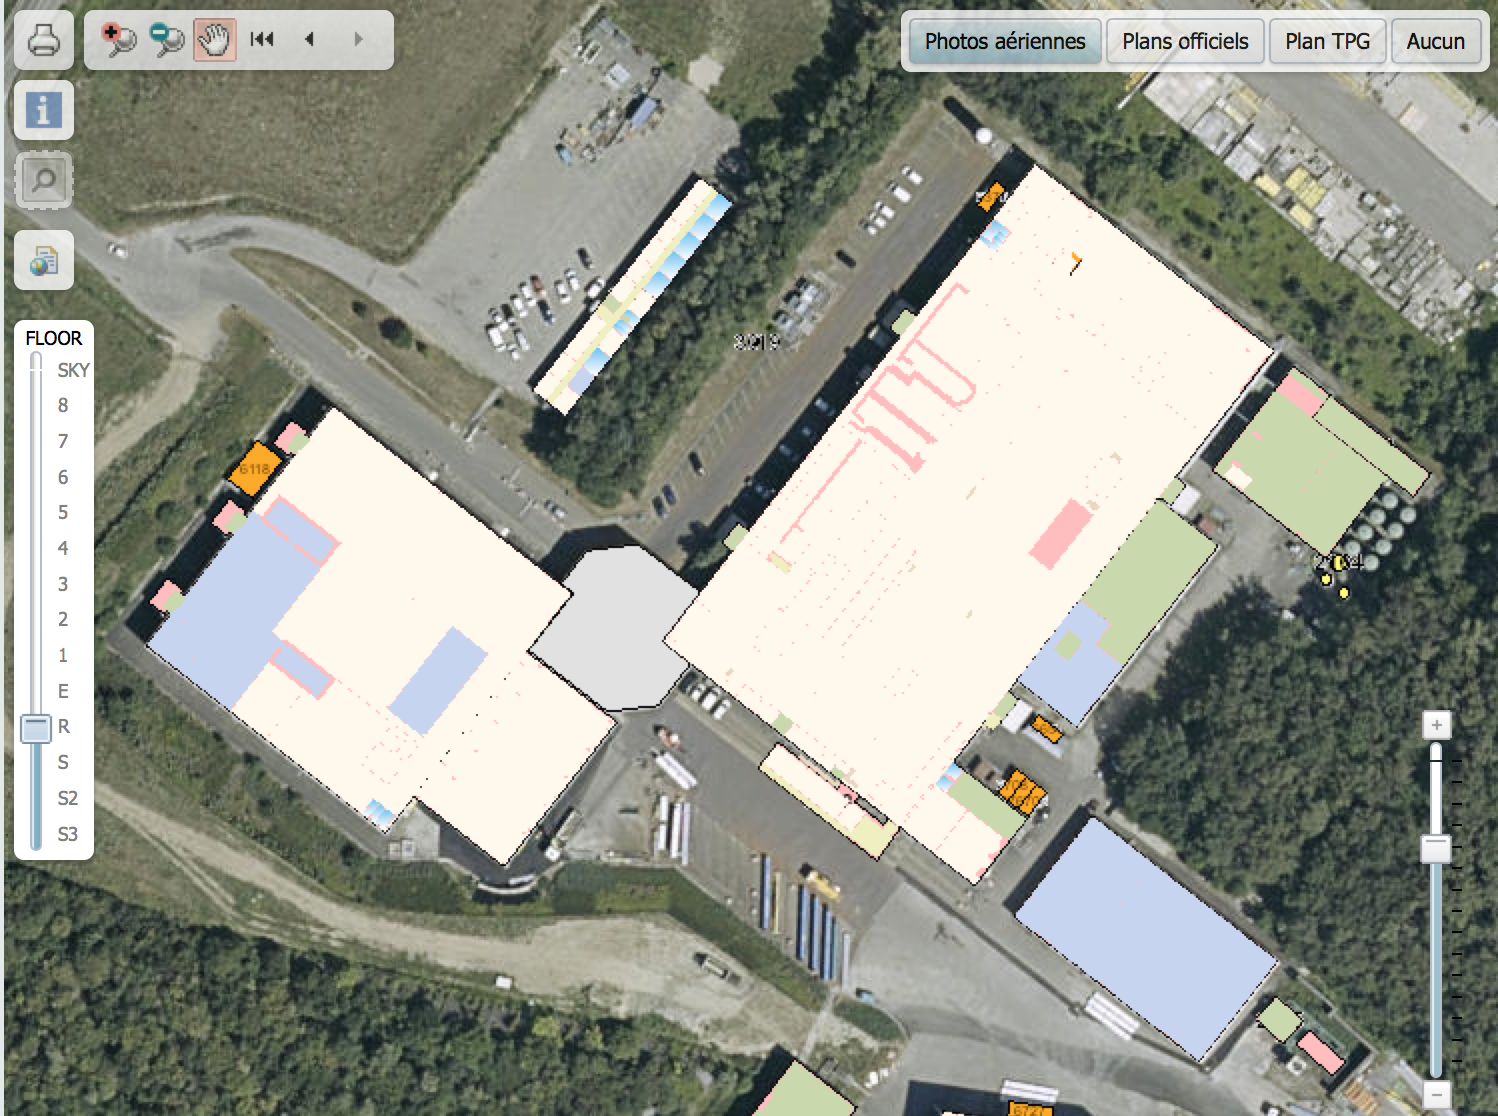 Photos aériennes
Plans officiels
Plan TPG
Aucun
FLOOR
SKY
8
7
6
5
4
3
2
1
E
R
S
S2
S3
3019
6118
+
−